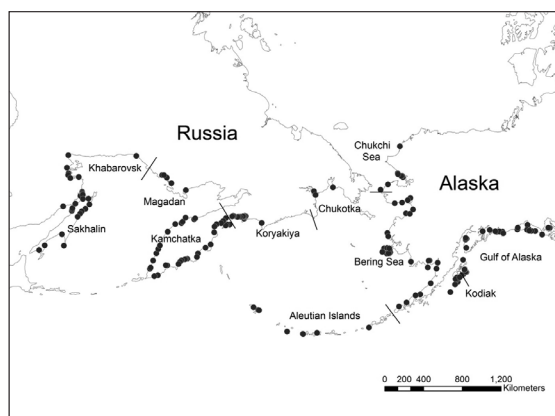 Russia
Chukchi
Sea
Khabarovsk
Alaska
Magadan
Chukotka
Sakhalin
Kamchatka
Koryakiya
Bering Sea
Gulf of Alaska
Kodiak
Aleutian Islands
0 200 400 800 1,200
Kilometers